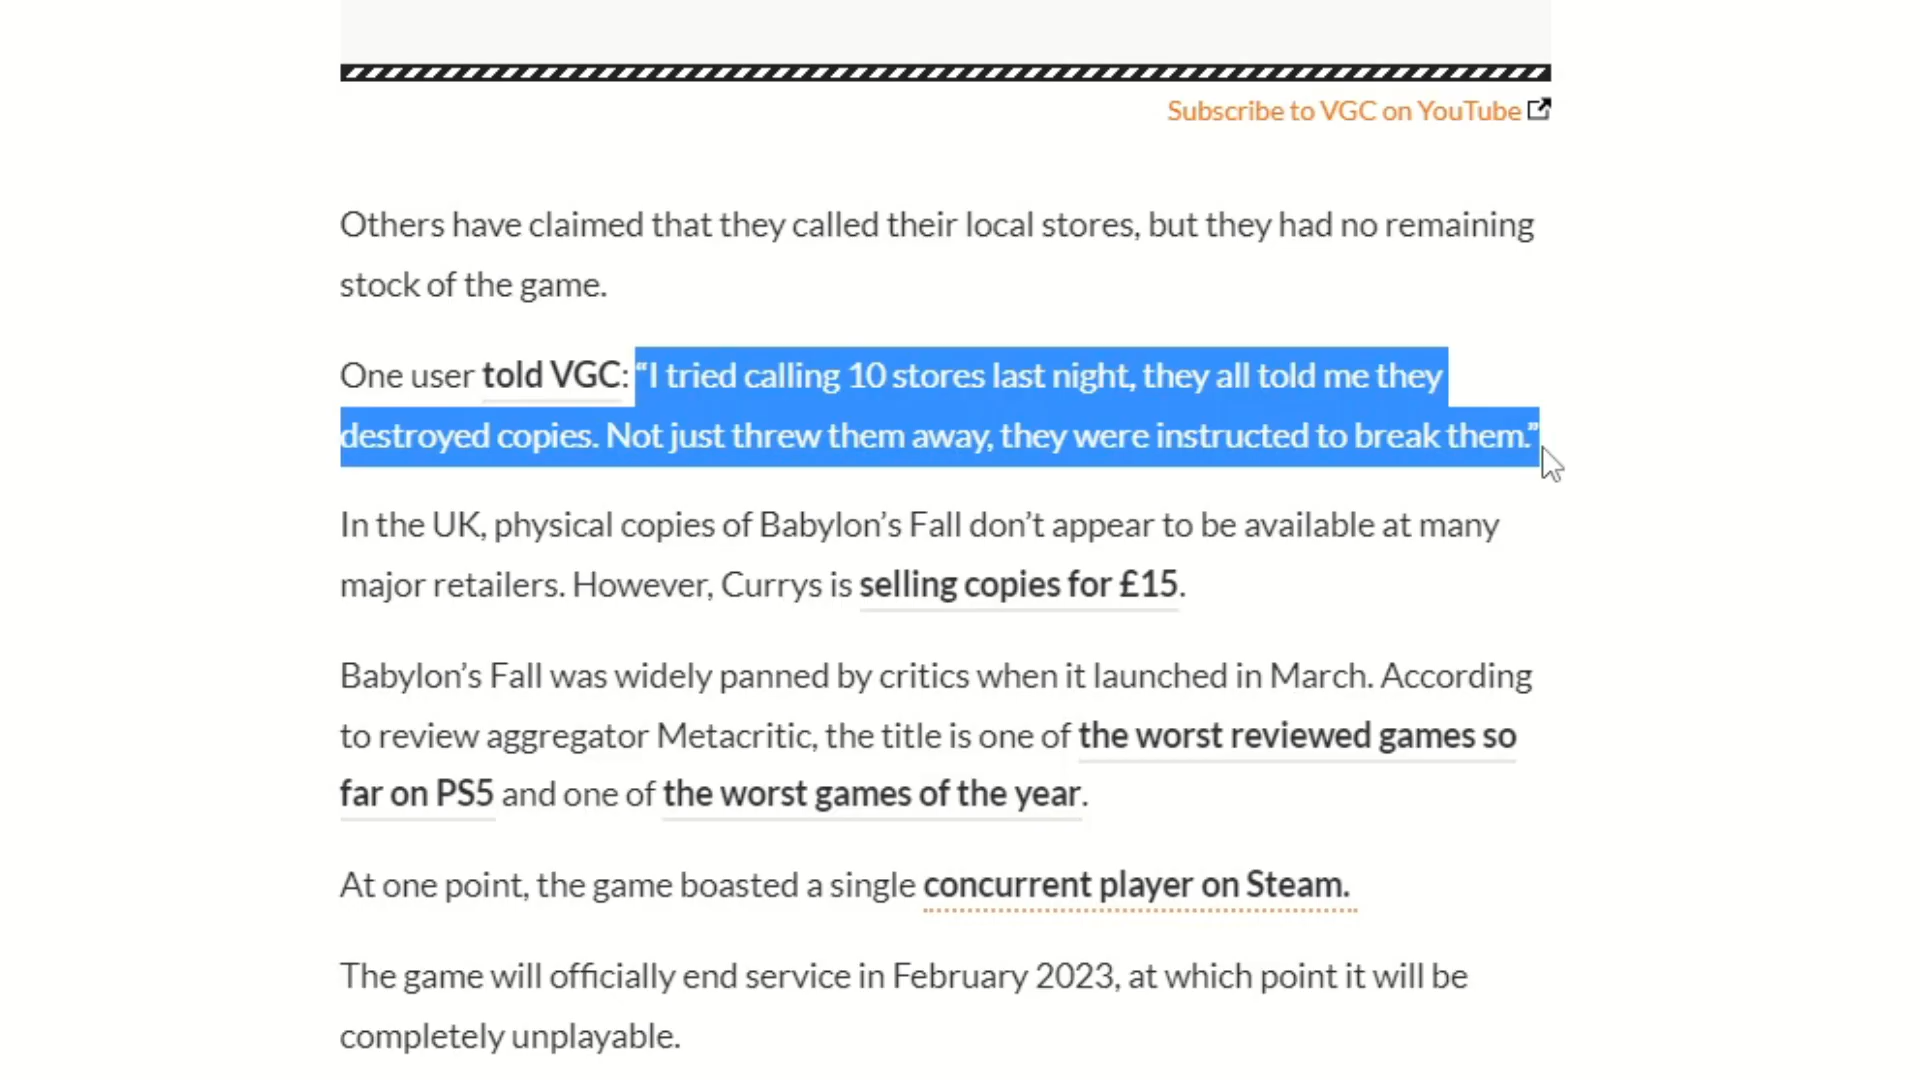 Subscribe to VGC on YouTube
Others have claimed that they called their local stores, but they had no remaining
stock of the game.
One user told VGC: “I tried calling 10 stores last night, they all told me they
destroyed copies. Not just threw them away, they were instructed to break them.”
In the UK, physical copies of Babylon’s Fall don’t appear to be available at many
major retailers. However, Currys is selling copies for £15.
Babylon’s Fall was widely panned by critics when it launched in March. According
to review aggregator Metacritic, the title is one of the worst reviewed games so
far on PS5 and one of the worst games of the year.
At one point, the game boasted a single concurrent player on Steam.
The game will officially end service in February 2023, at which point it will be
completely unplayable.